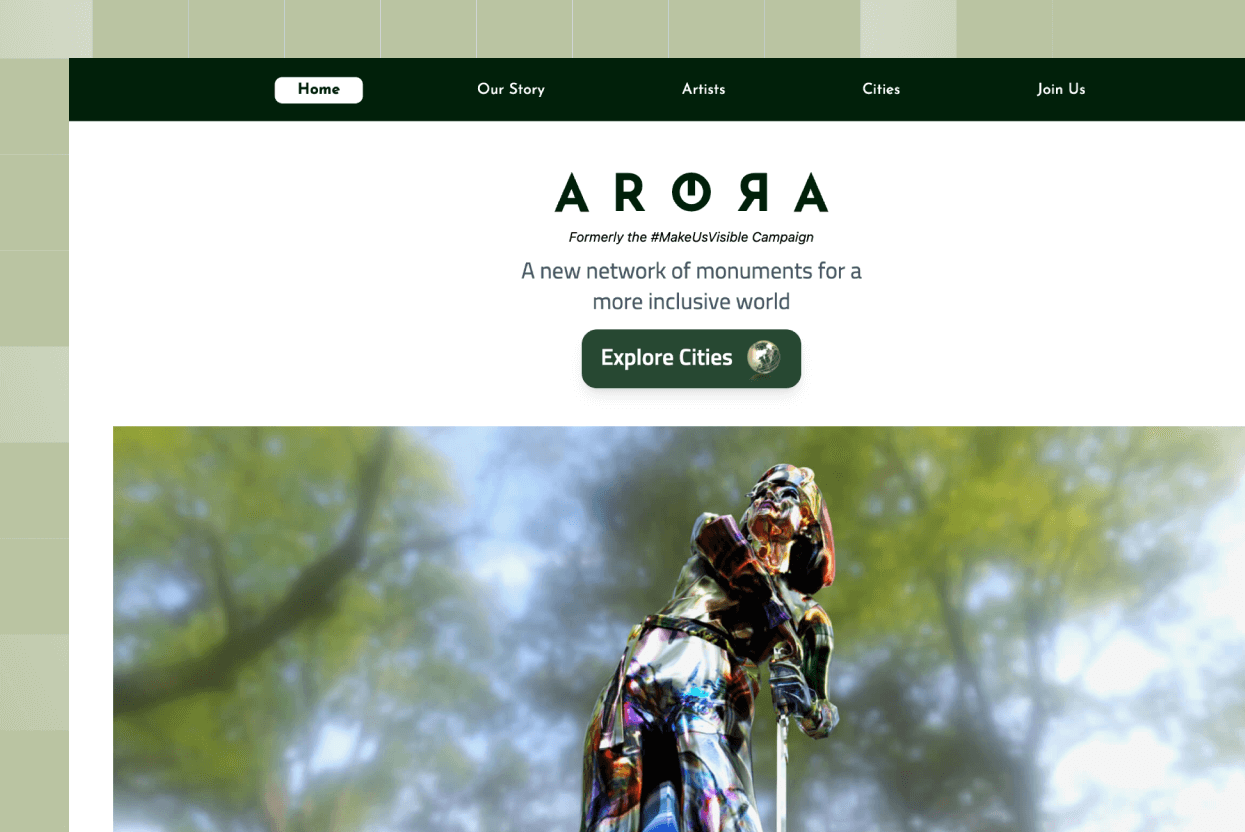 Home
Our Story
Artists
Cities
Join Us
ARORA
Formerly the #MakeUsVisible Campaign
A new network of monuments for a
more inclusive world
Explore Cities